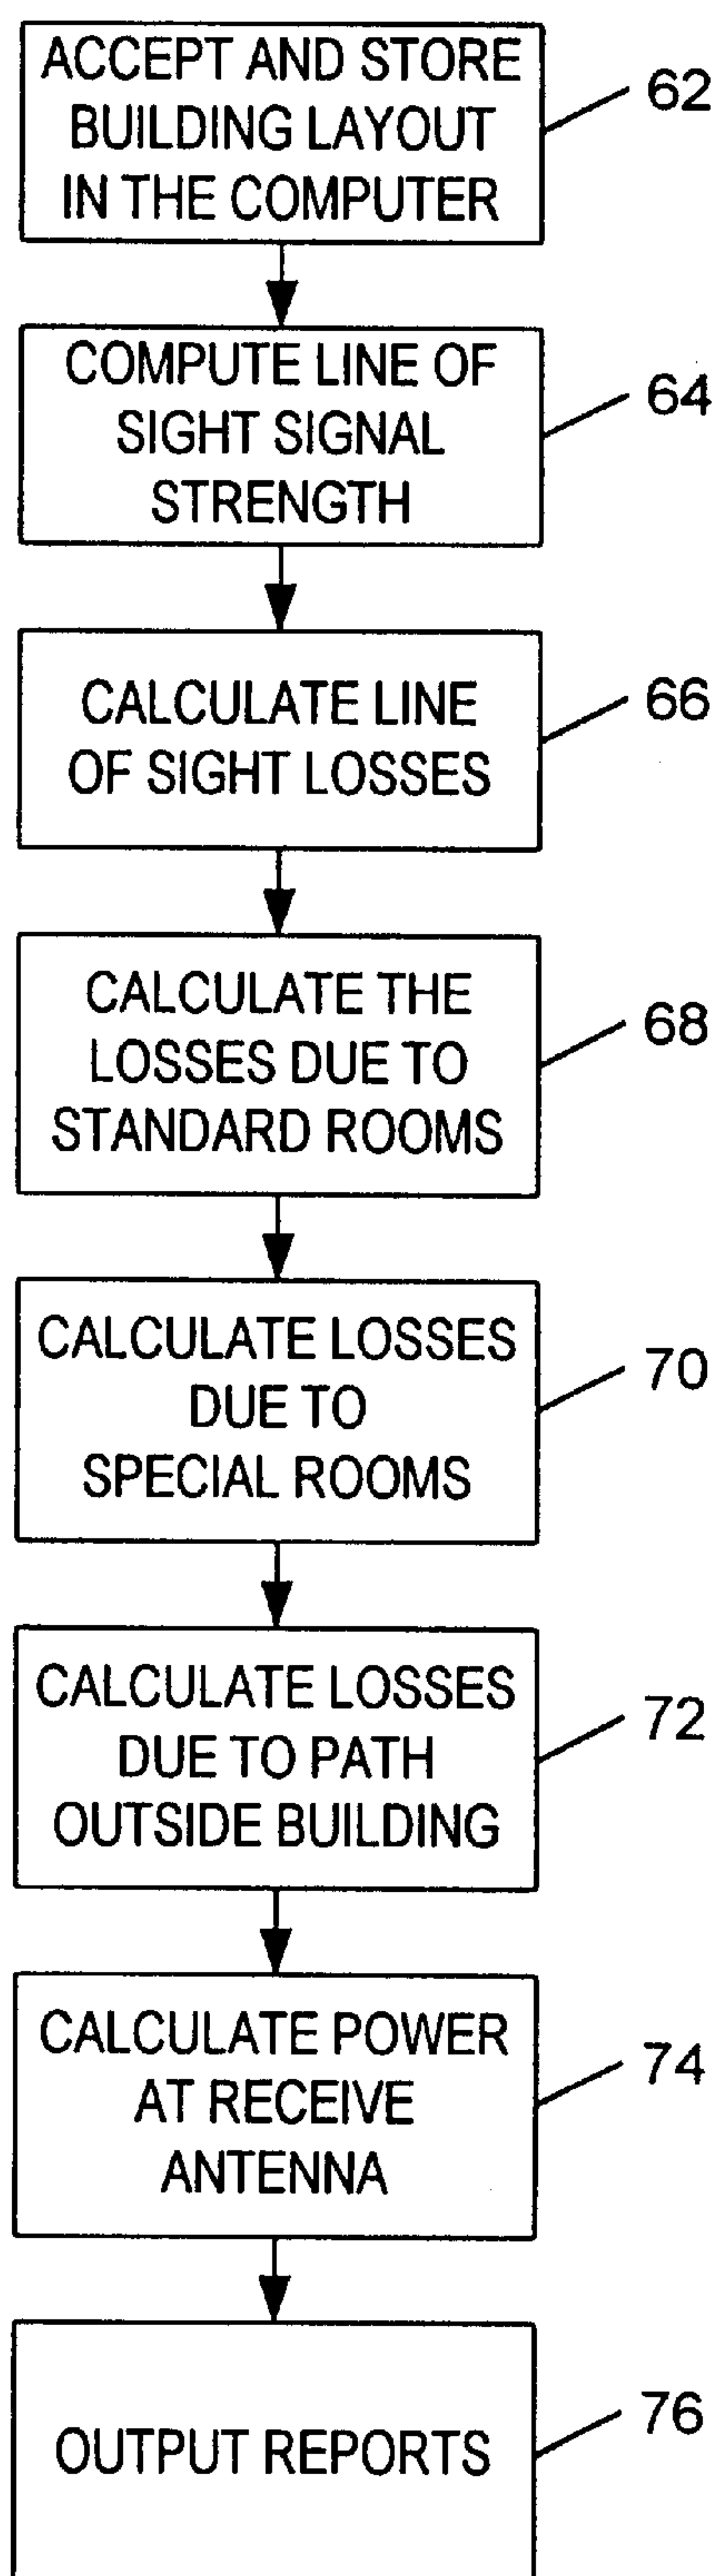 ACCEPT AND STORE
BUILDING LAYOUT
IN THE COMPUTER
62
COMPUTE LINE OF
SIGHT SIGNAL
STRENGTH
64
CALCULATE LINE
OF SIGHT LOSSES
66
CALCULATE THE
LOSSES DUE TO
STANDARD ROOMS
68
CALCULATE LOSSES
DUE TO
SPECIAL ROOMS
70
CALCULATE LOSSES
DUE TO PATH
OUTSIDE BUILDING
72
CALCULATE POWER
AT RECEIVE
ANTENNA
74
OUTPUT REPORTS
76